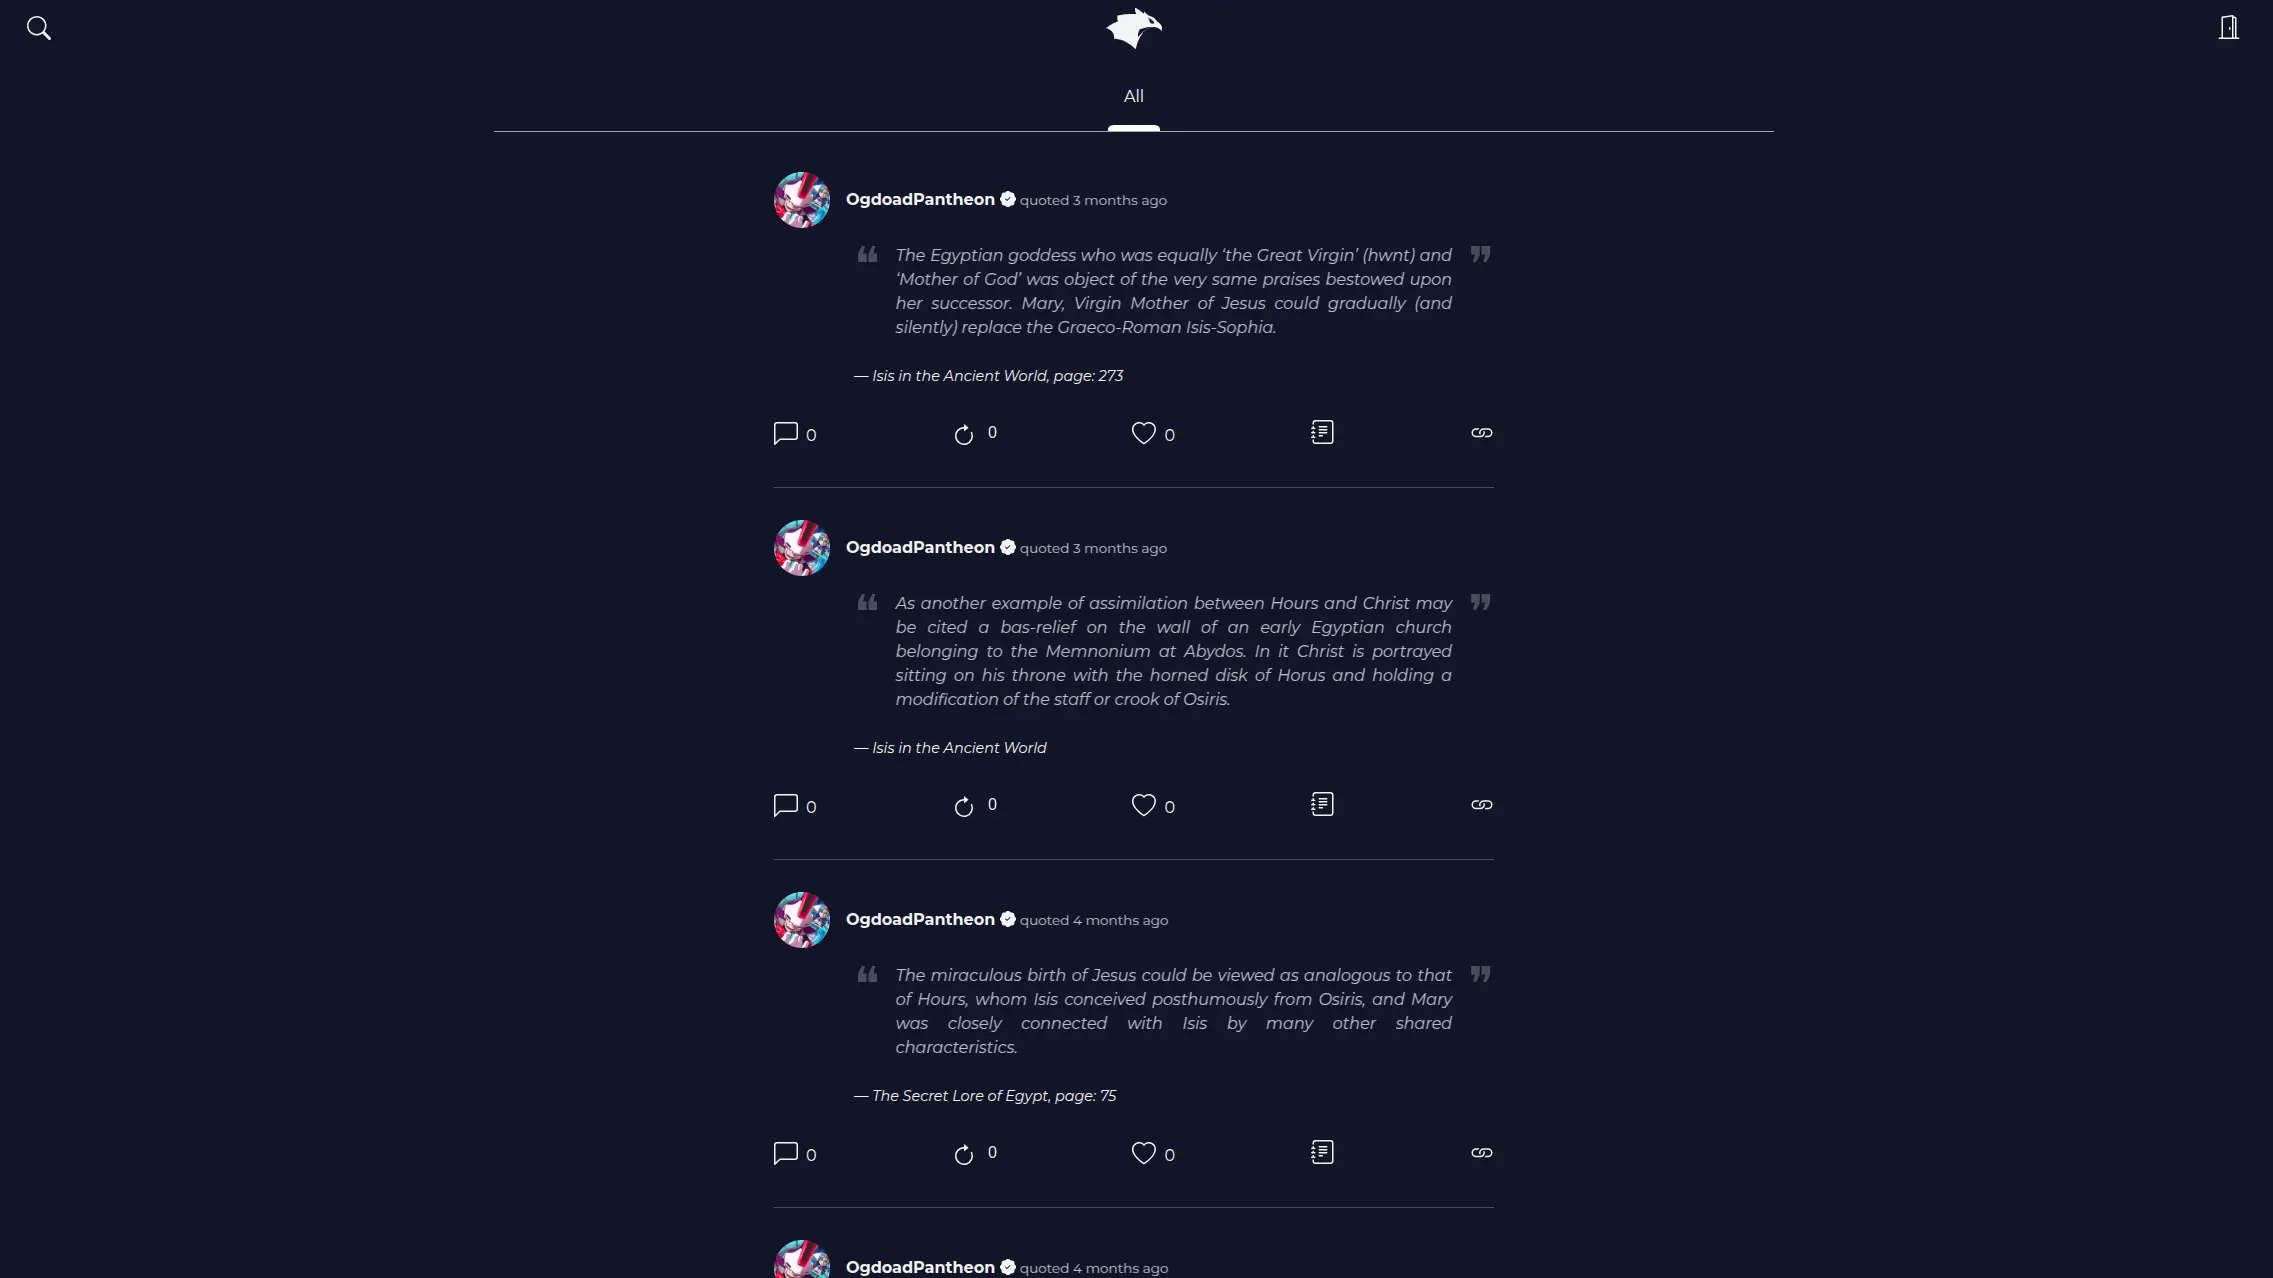 All
OgdoadPantheon quoted 3 months ago
❝ The Egyptian goddess who was equally ‘the Great Virgin’ (hwnt) and ❞
‘Mother of God’ was object of the very same praises bestowed upon
her successor. Mary, Virgin Mother of Jesus could gradually (and
silently) replace the Graeco-Roman Isis-Sophia.
— Isis in the Ancient World, page: 273
0 0 0
OgdoadPantheon quoted 3 months ago
❝ As another example of assimilation between Hours and Christ may ❞
be cited a bas-relief on the wall of an early Egyptian church
belonging to the Memnonium at Abydos. In it Christ is portrayed
sitting on his throne with the horned disk of Horus and holding a
modification of the staff or crook of Osiris.
— Isis in the Ancient World
0 0 0
OgdoadPantheon quoted 4 months ago
❝ The miraculous birth of Jesus could be viewed as analogous to that ❞
of Hours, whom Isis conceived posthumously from Osiris, and Mary
was closely connected with Isis by many other shared
characteristics.
— The Secret Lore of Egypt, page: 75
0 0 0
OgdoadPantheon quoted 4 months ago